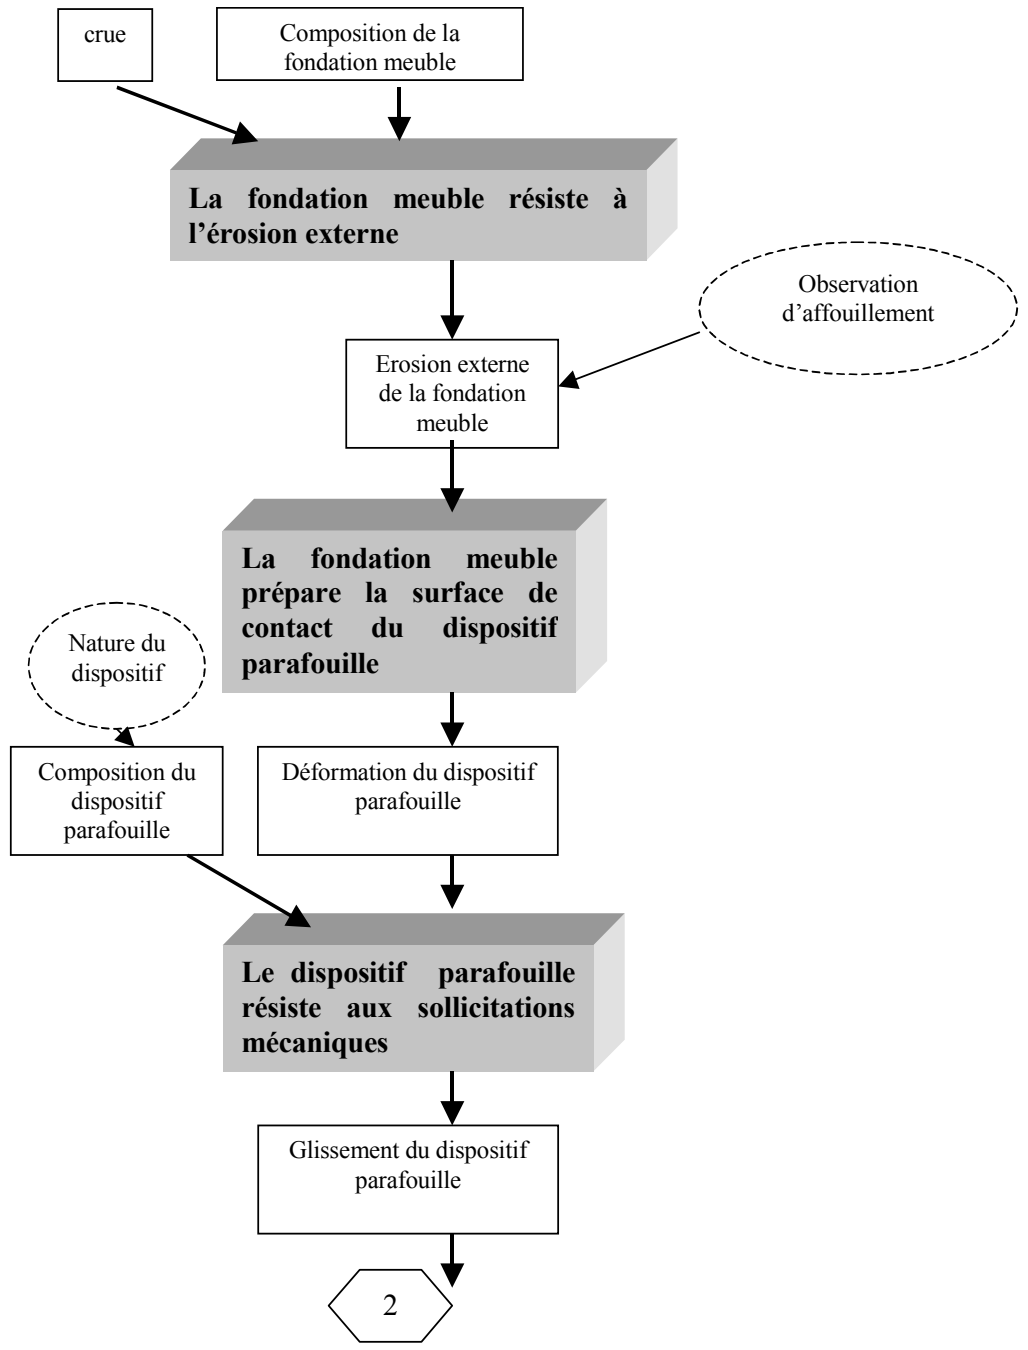 crue
Composition de la
fondation meuble
La fondation meuble résiste à
l’érosion externe
Observation
d’affouillement
Erosion externe
de la fondation
meuble
La fondation meuble
prépare la surface de
contact du dispositif
parafouille
Nature du
dispositif
Composition du
dispositif
parafouille
Déformation du dispositif
parafouille
Le dispositif parafouille
résiste aux sollicitations
mécaniques
Glissement du dispositif
parafouille
2